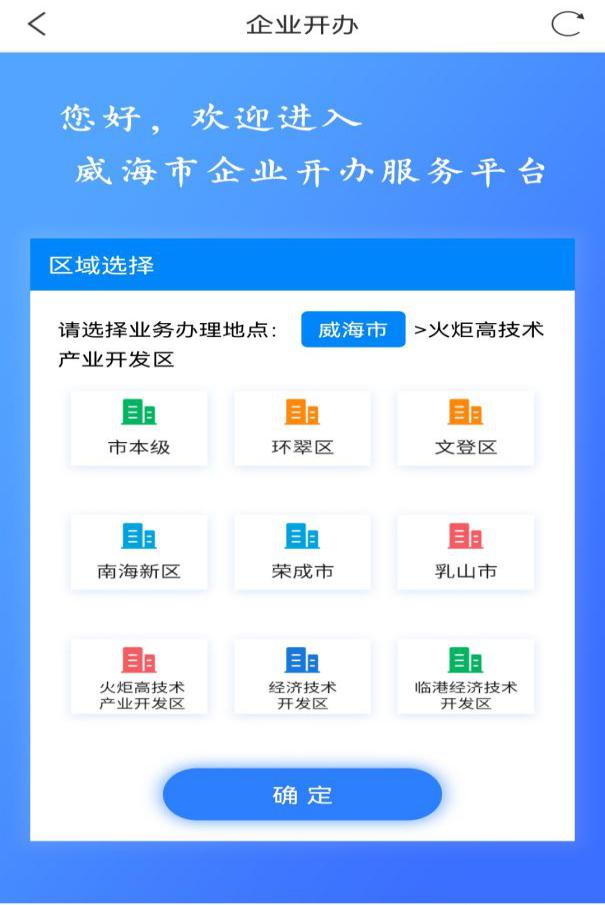 企业开办
您好，欢迎进入
威海市企业开办服务平台
区域选择
请选择业务办理地点： 威海市 >火炬高技术
产业开发区
市本级 环翠区 文登区
南海新区 荣成市 乳山市
火炬高技术 经济技术 临港经济技术
产业开发区 开发区 开发区
确定